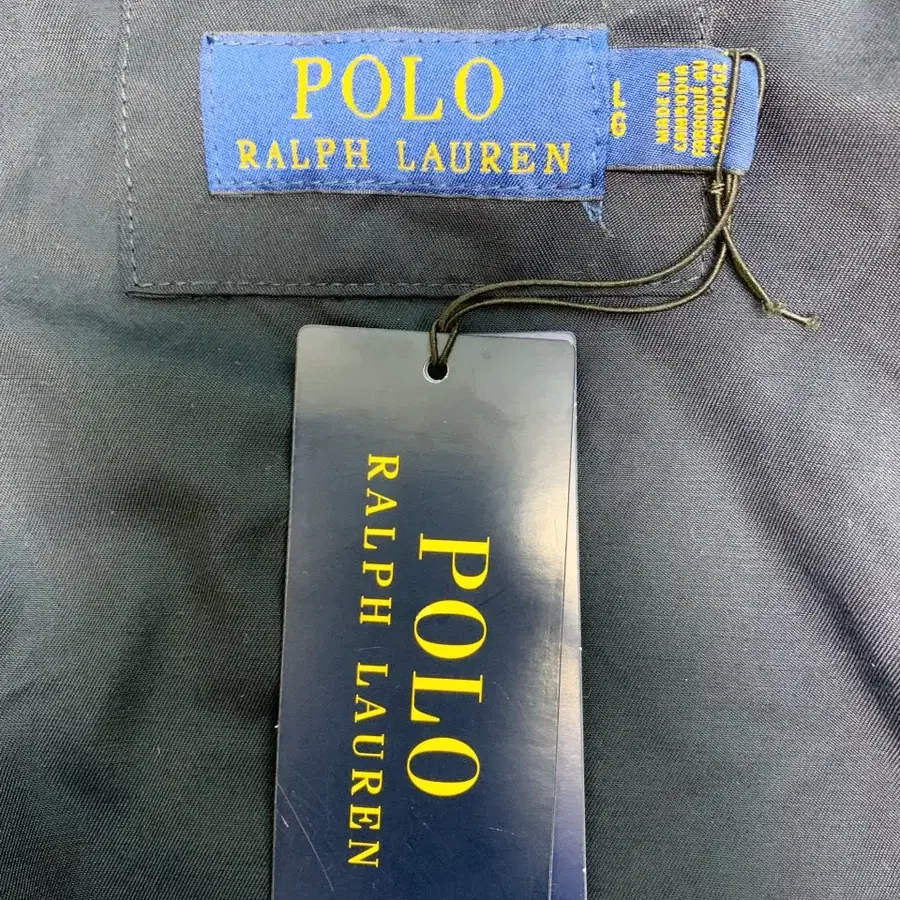 POLO
RALPH LAUREN
L
G
MADE IN
CAMBODIA
FABRIQUÉ AU
CAMBODGE
POLO
RALPH LAUREN